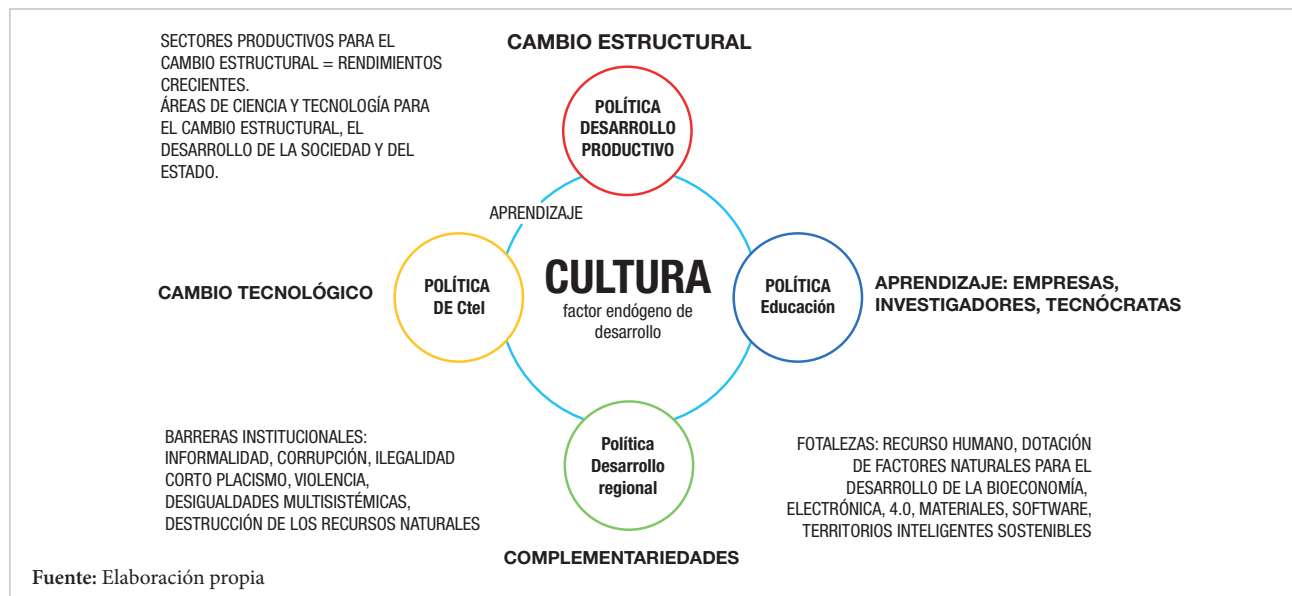 SECTORES PRODUCTIVOS PARA EL
CAMBIO ESTRUCTURAL = RENDIMIENTOS
CRECIENTES.
ÁREAS DE CIENCIA Y TECNOLOGÍA PARA
EL CAMBIO ESTRUCTURAL, EL
DESARROLLO DE LA SOCIEDAD Y DEL
ESTADO.
CAMBIO ESTRUCTURAL
POLÍTICA
DESARROLLO
PRODUCTIVO
APRENDIZAJE
CAMBIO TECNOLÓGICO
POLÍTICA
DE CteI
CULTURA
factor endógeno de
desarrollo
POLÍTICA
Educación
APRENDIZAJE: EMPRESAS,
INVESTIGADORES, TECNÓCRATAS
BARRERAS INSTITUCIONALES:
INFORMALIDAD, CORRUPCIÓN, ILEGALIDAD
CORTO PLACISMO, VIOLENCIA,
DESIGUALDADES MULTISISTÉMICAS,
DESTRUCCIÓN DE LOS RECURSOS NATURALES
Política
Desarrollo
regional
COMPLEMENTARIEDADES
FOTALEZAS: RECURSO HUMANO, DOTACIÓN
DE FACTORES NATURALES PARA EL
DESARROLLO DE LA BIOECONOMÍA,
ELECTRÓNICA, 4.0, MATERIALES, SOFTWARE,
TERRITORIOS INTELIGENTES SOSTENIBLES
Fuente: Elaboración propia